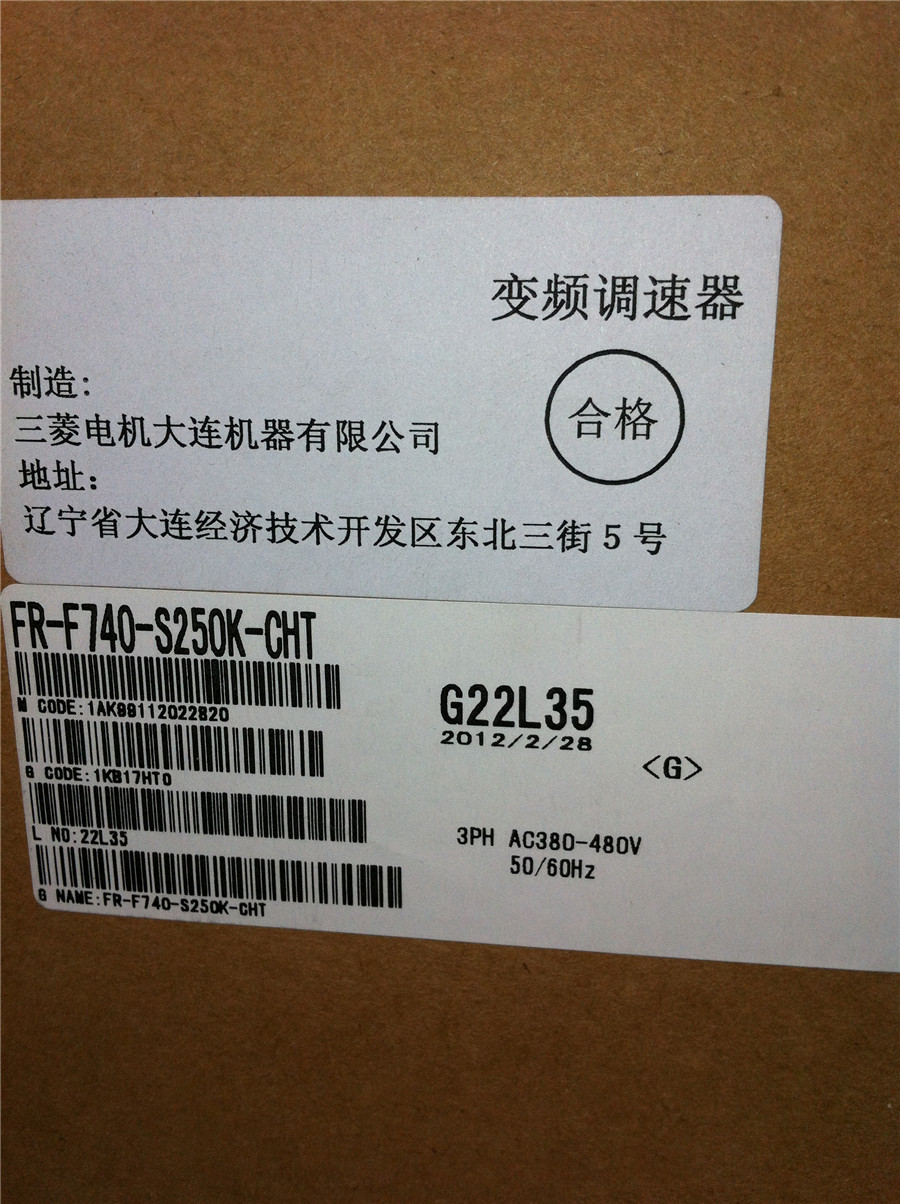 变频调速器
制造:
合格
三菱电机大连机器有限公司
地址:
辽宁省大连经济技术开发区东北三街 5 号
FR-F740-S250K-CHT
M CODE:1AK88112022820
G CODE:1KB17HT0
L NO:22L35
G NAME:FR-F740-S250K-CHT
G22L35
2012/2/28
<G>
3PH AC380-480V
50/60Hz